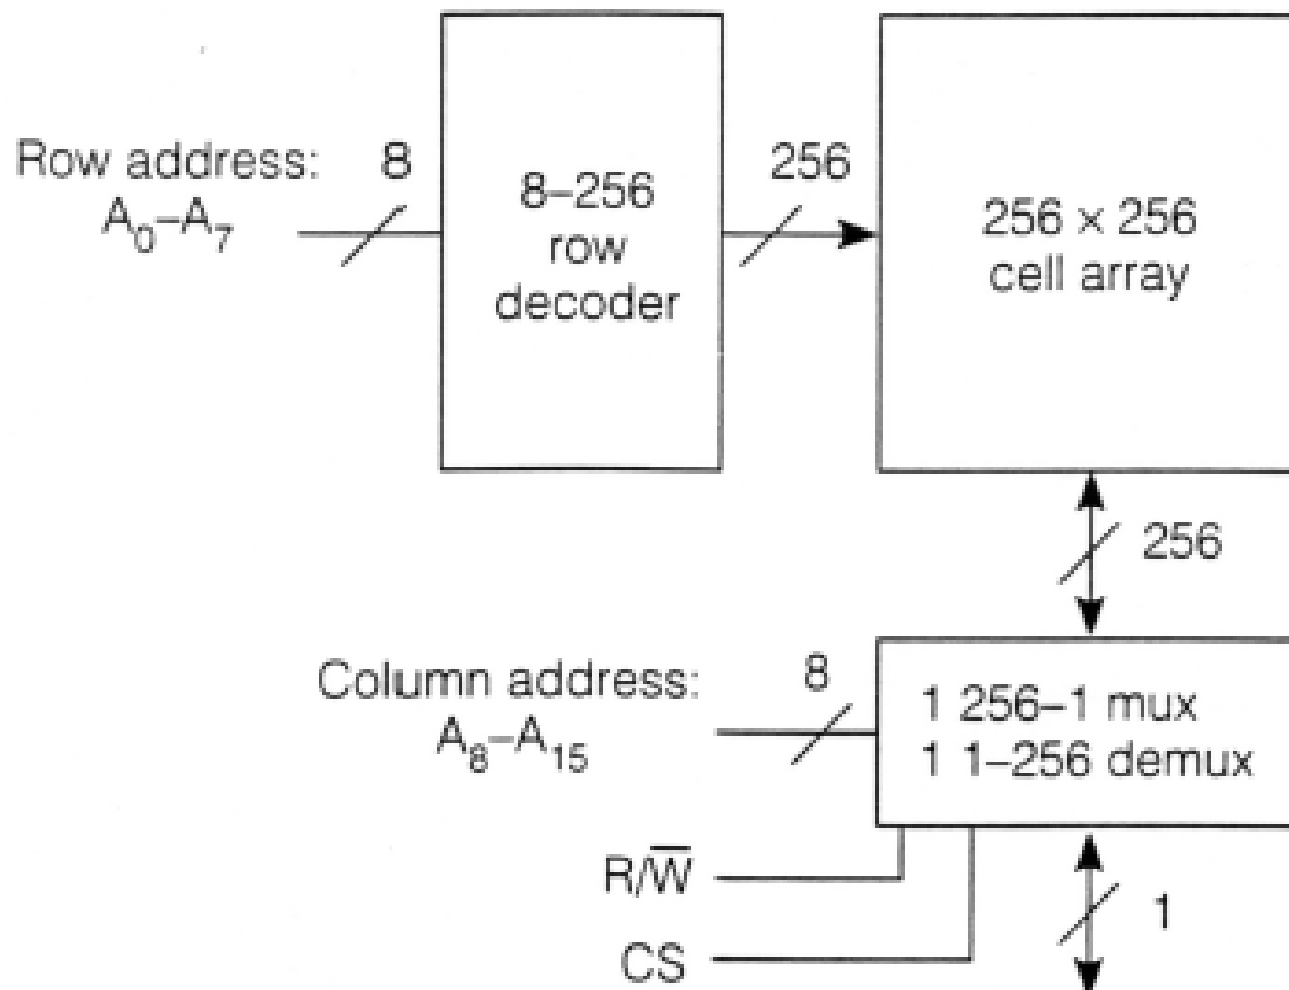 Row address:
A₀–A₇
8
8–256
row
decoder
256
256 × 256
cell array
256
Column address:
A₈–A₁₅
8
1 256–1 mux
1 1–256 demux
R/W̅
CS
1